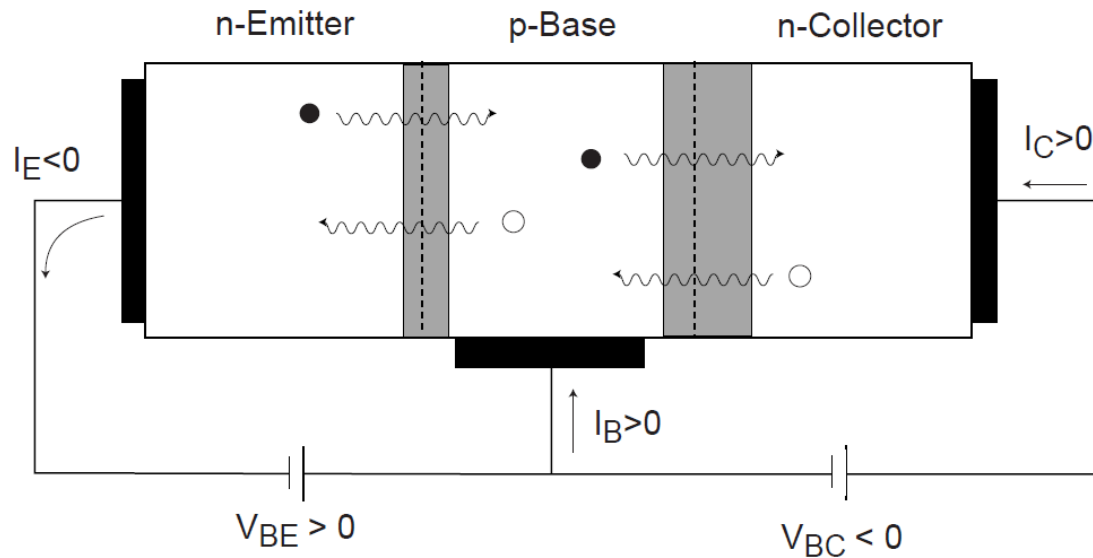 n-Emitter
p-Base
n-Collector
I_E<0
I_C>0
I_B>0
V_BE > 0
V_BC < 0